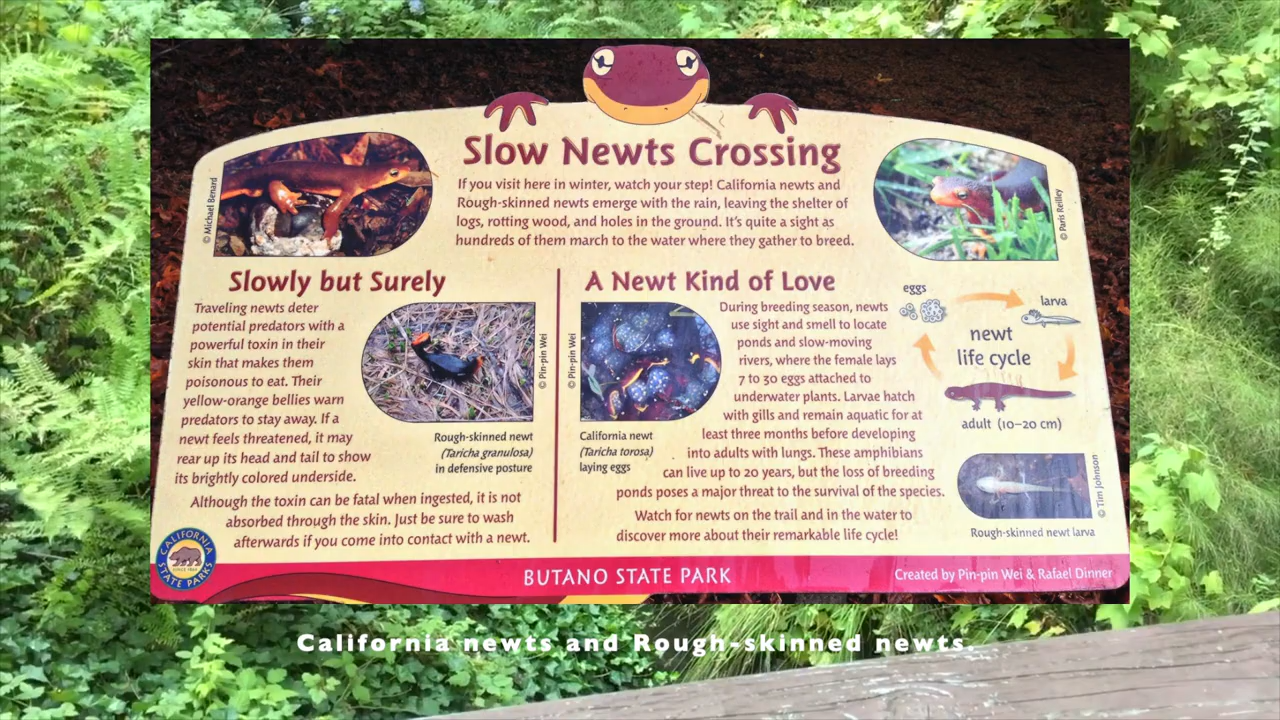 Slow Newts Crossing
If you visit here in winter, watch your step! California newts and
Rough-skinned newts emerge with the rain, leaving the shelter of
logs, rotting wood, and holes in the ground. It's quite a sight as
hundreds of them march to the water where they gather to breed.
© Michael Benard
© Paris Reilley
Slowly but Surely
Traveling newts deter
potential predators with a
powerful toxin in their
skin that makes them
poisonous to eat. Their
yellow-orange bellies warn
predators to stay away. If a
newt feels threatened, it may
rear up its head and tail to show
its brightly colored underside.
Although the toxin can be fatal when ingested, it is not
absorbed through the skin. Just be sure to wash
afterwards if you come into contact with a newt.
© Pin-pin Wei
Rough-skinned newt
(Taricha granulosa)
in defensive posture
A Newt Kind of Love
© Pin-pin Wei
California newt
(Taricha torosa)
laying eggs
During breeding season, newts
use sight and smell to locate
ponds and slow-moving
rivers, where the female lays
7 to 30 eggs attached to
underwater plants. Larvae hatch
with gills and remain aquatic for at
least three months before developing
into adults with lungs. These amphibians
can live up to 20 years, but the loss of breeding
ponds poses a major threat to the survival of the species.
Watch for newts on the trail and in the water to
discover more about their remarkable life cycle!
eggs
larva
newt
life cycle
adult (10–20 cm)
© Tim Johnson
Rough-skinned newt larva
CALIFORNIA
SINCE 1864
STATE PARKS
BUTANO STATE PARK
Created by Pin-pin Wei & Rafael Dinner
California newts and Rough-skinned newts.